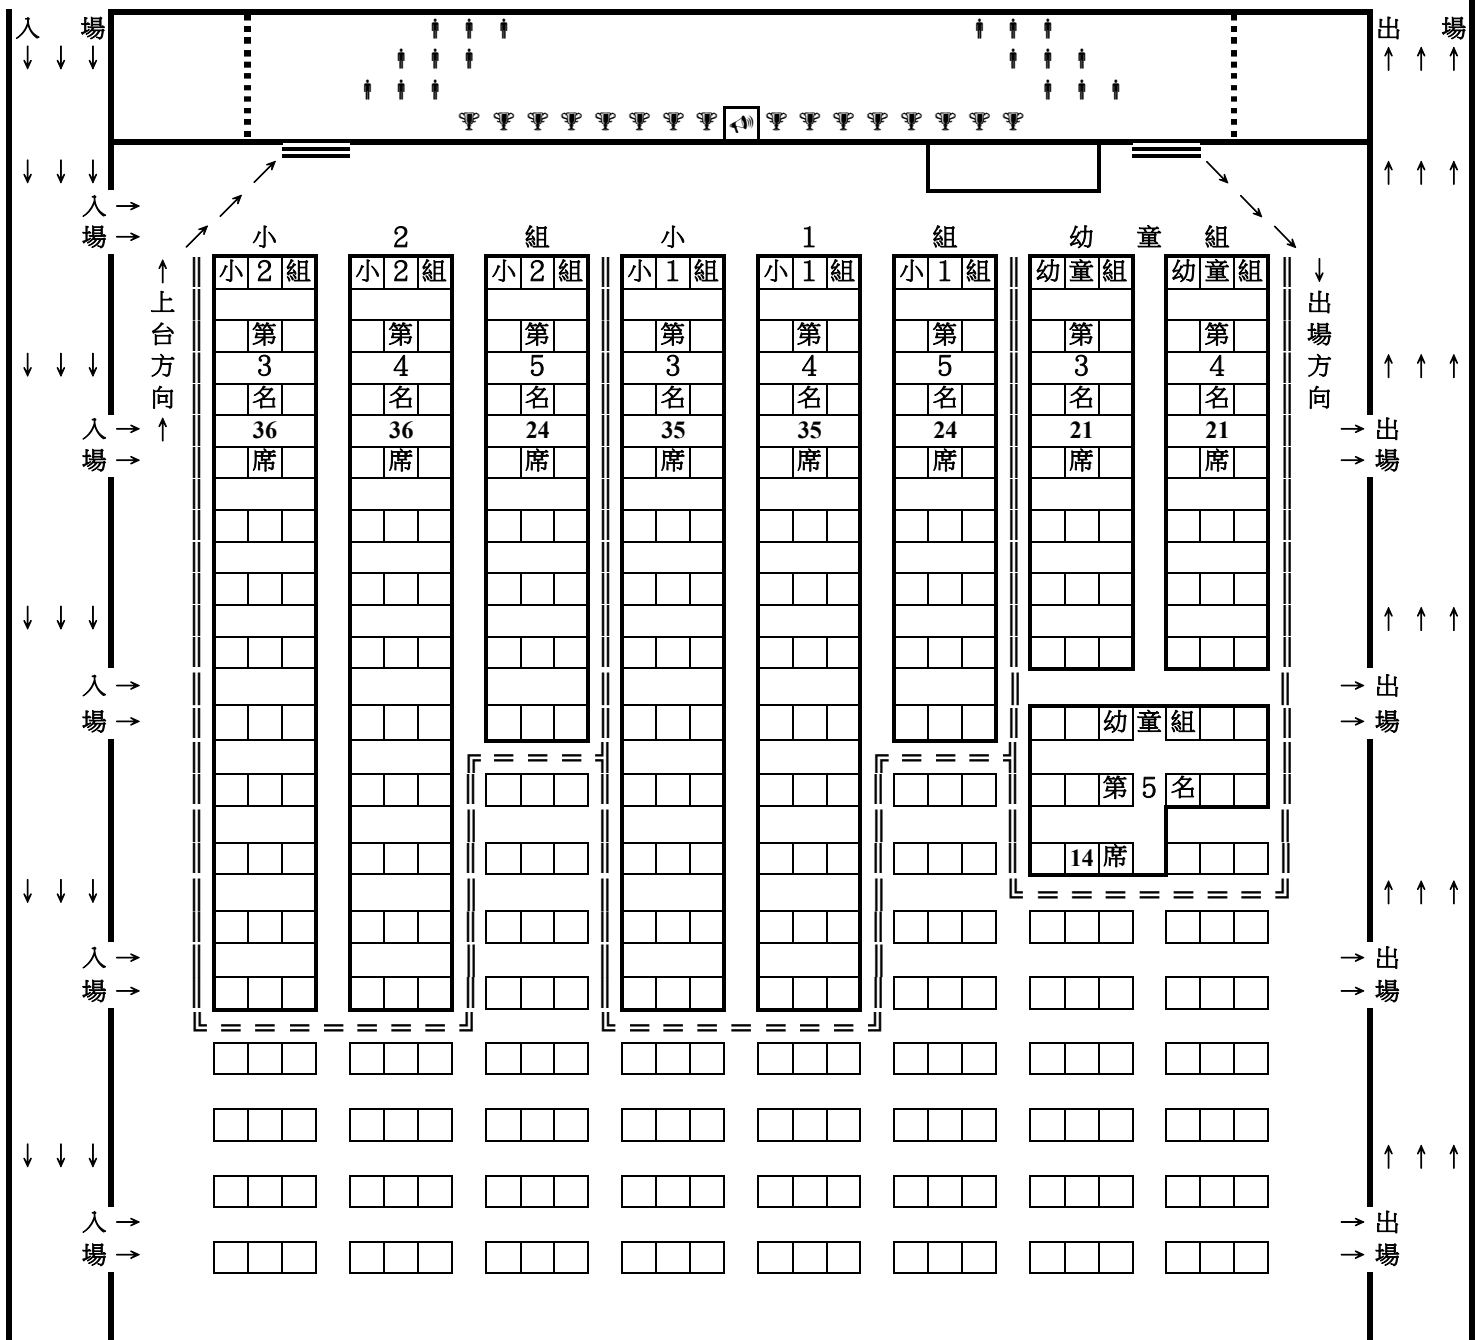 入 場
出 場
入
場
小 2 組 小 1 組 幼 童 組
小2組 小2組 小2組 小1組 小1組 小1組 幼童組 幼童組
第 第 第 第 第 第 第 第
3 4 5 3 4 5 3 4
名 名 名 名 名 名 名 名
36 36 24 35 35 24 21 21
席 席 席 席 席 席 席 席
↑上台方向↑
↓出場方向
入 → → 出
場 → → 場
入 → → 出
場 → → 場
幼童組
第5名
14席
入 → → 出
場 → → 場
入 → → 出
場 → → 場